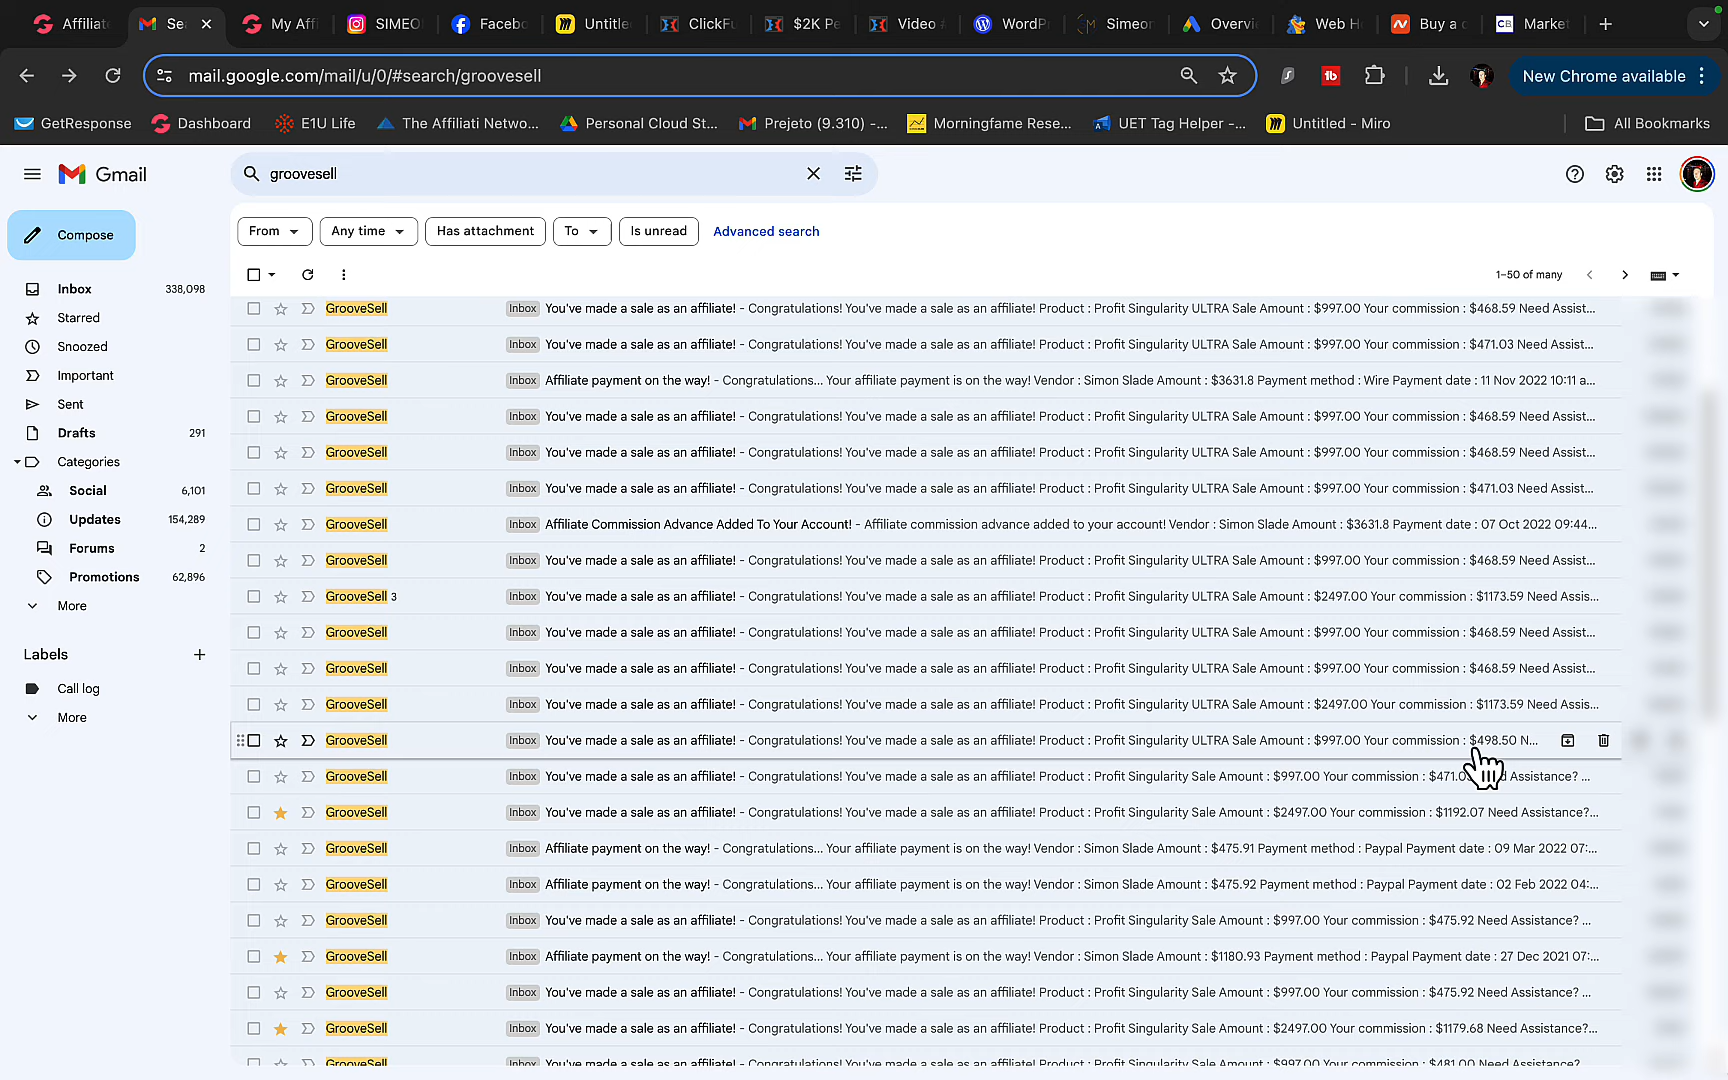 Affiliate
Se
My Affi
SIMEO
Facebo
Untitle
ClickFu
$2K Pe
Video #
WordPr
Simeon
Overvie
Web H
Buy a
Market
mail.google.com/mail/u/0/#search/groovesell
New Chrome available
GetResponse
Dashboard
E1U Life
The Affiliati Netwo...
Personal Cloud St...
Prejeto (9.310) -...
Morningfame Rese...
UET Tag Helper -...
Untitled - Miro
All Bookmarks
Gmail
groovesell
Compose
From
Any time
Has attachment
To
Is unread
Advanced search
1–50 of many
Inbox 338,098
Starred
Snoozed
Important
Sent
Drafts 291
Categories
Social 6,101
Updates 154,289
Forums 2
Promotions 62,896
More
Labels
Call log
More
GrooveSell Inbox You've made a sale as an affiliate! - Congratulations! You've made a sale as an affiliate! Product : Profit Singularity ULTRA Sale Amount : $997.00 Your commission : $468.59 Need Assist...
GrooveSell Inbox You've made a sale as an affiliate! - Congratulations! You've made a sale as an affiliate! Product : Profit Singularity ULTRA Sale Amount : $997.00 Your commission : $471.03 Need Assist...
GrooveSell Inbox Affiliate payment on the way! - Congratulations... Your affiliate payment is on the way! Vendor : Simon Slade Amount : $3631.8 Payment method : Wire Payment date : 11 Nov 2022 10:11 a...
GrooveSell Inbox You've made a sale as an affiliate! - Congratulations! You've made a sale as an affiliate! Product : Profit Singularity ULTRA Sale Amount : $997.00 Your commission : $468.59 Need Assist...
GrooveSell Inbox You've made a sale as an affiliate! - Congratulations! You've made a sale as an affiliate! Product : Profit Singularity ULTRA Sale Amount : $997.00 Your commission : $468.59 Need Assist...
GrooveSell Inbox You've made a sale as an affiliate! - Congratulations! You've made a sale as an affiliate! Product : Profit Singularity ULTRA Sale Amount : $997.00 Your commission : $471.03 Need Assist...
GrooveSell Inbox Affiliate Commission Advance Added To Your Account! - Affiliate commission advance added to your account! Vendor : Simon Slade Amount : $3631.8 Payment date : 07 Oct 2022 09:44...
GrooveSell Inbox You've made a sale as an affiliate! - Congratulations! You've made a sale as an affiliate! Product : Profit Singularity ULTRA Sale Amount : $997.00 Your commission : $468.59 Need Assist...
GrooveSell 3 Inbox You've made a sale as an affiliate! - Congratulations! You've made a sale as an affiliate! Product : Profit Singularity ULTRA Sale Amount : $2497.00 Your commission : $1173.59 Need Assis...
GrooveSell Inbox You've made a sale as an affiliate! - Congratulations! You've made a sale as an affiliate! Product : Profit Singularity ULTRA Sale Amount : $997.00 Your commission : $468.59 Need Assist...
GrooveSell Inbox You've made a sale as an affiliate! - Congratulations! You've made a sale as an affiliate! Product : Profit Singularity ULTRA Sale Amount : $997.00 Your commission : $468.59 Need Assist...
GrooveSell Inbox You've made a sale as an affiliate! - Congratulations! You've made a sale as an affiliate! Product : Profit Singularity ULTRA Sale Amount : $2497.00 Your commission : $1173.59 Need Assis...
GrooveSell Inbox You've made a sale as an affiliate! - Congratulations! You've made a sale as an affiliate! Product : Profit Singularity ULTRA Sale Amount : $997.00 Your commission : $498.50 N...
GrooveSell Inbox You've made a sale as an affiliate! - Congratulations! You've made a sale as an affiliate! Product : Profit Singularity Sale Amount : $997.00 Your commission : $471.0 Assistance? ...
GrooveSell Inbox You've made a sale as an affiliate! - Congratulations! You've made a sale as an affiliate! Product : Profit Singularity Sale Amount : $2497.00 Your commission : $1192.07 Need Assistance?...
GrooveSell Inbox Affiliate payment on the way! - Congratulations... Your affiliate payment is on the way! Vendor : Simon Slade Amount : $475.91 Payment method : Paypal Payment date : 09 Mar 2022 07:...
GrooveSell Inbox Affiliate payment on the way! - Congratulations... Your affiliate payment is on the way! Vendor : Simon Slade Amount : $475.92 Payment method : Paypal Payment date : 02 Feb 2022 04:...
GrooveSell Inbox You've made a sale as an affiliate! - Congratulations! You've made a sale as an affiliate! Product : Profit Singularity Sale Amount : $997.00 Your commission : $475.92 Need Assistance? ...
GrooveSell Inbox Affiliate payment on the way! - Congratulations... Your affiliate payment is on the way! Vendor : Simon Slade Amount : $1180.93 Payment method : Paypal Payment date : 27 Dec 2021 07:...
GrooveSell Inbox You've made a sale as an affiliate! - Congratulations! You've made a sale as an affiliate! Product : Profit Singularity Sale Amount : $997.00 Your commission : $475.92 Need Assistance? ...
GrooveSell Inbox You've made a sale as an affiliate! - Congratulations! You've made a sale as an affiliate! Product : Profit Singularity Sale Amount : $2497.00 Your commission : $1179.68 Need Assistance?...
GrooveSell Inbox You've made a sale as an affiliate! - Congratulations! You've made a sale as an affiliate! Product : Profit Singularity Sale Amount : $997.00 Your commission : $481.00 Need Assistance?